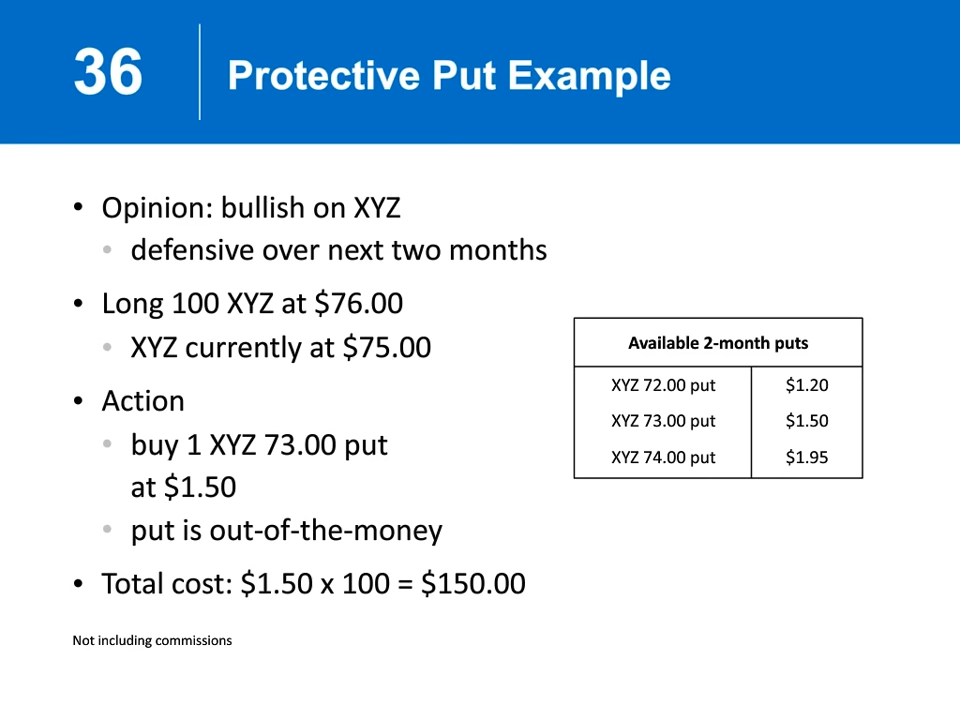 36
Protective Put Example
• Opinion: bullish on XYZ
• defensive over next two months
• Long 100 XYZ at $76.00
• XYZ currently at $75.00
• Action
• buy 1 XYZ 73.00 put
at $1.50
• put is out-of-the-money
• Total cost: $1.50 x 100 = $150.00
Not including commissions
Available 2-month puts
XYZ 72.00 put $1.20
XYZ 73.00 put $1.50
XYZ 74.00 put $1.95